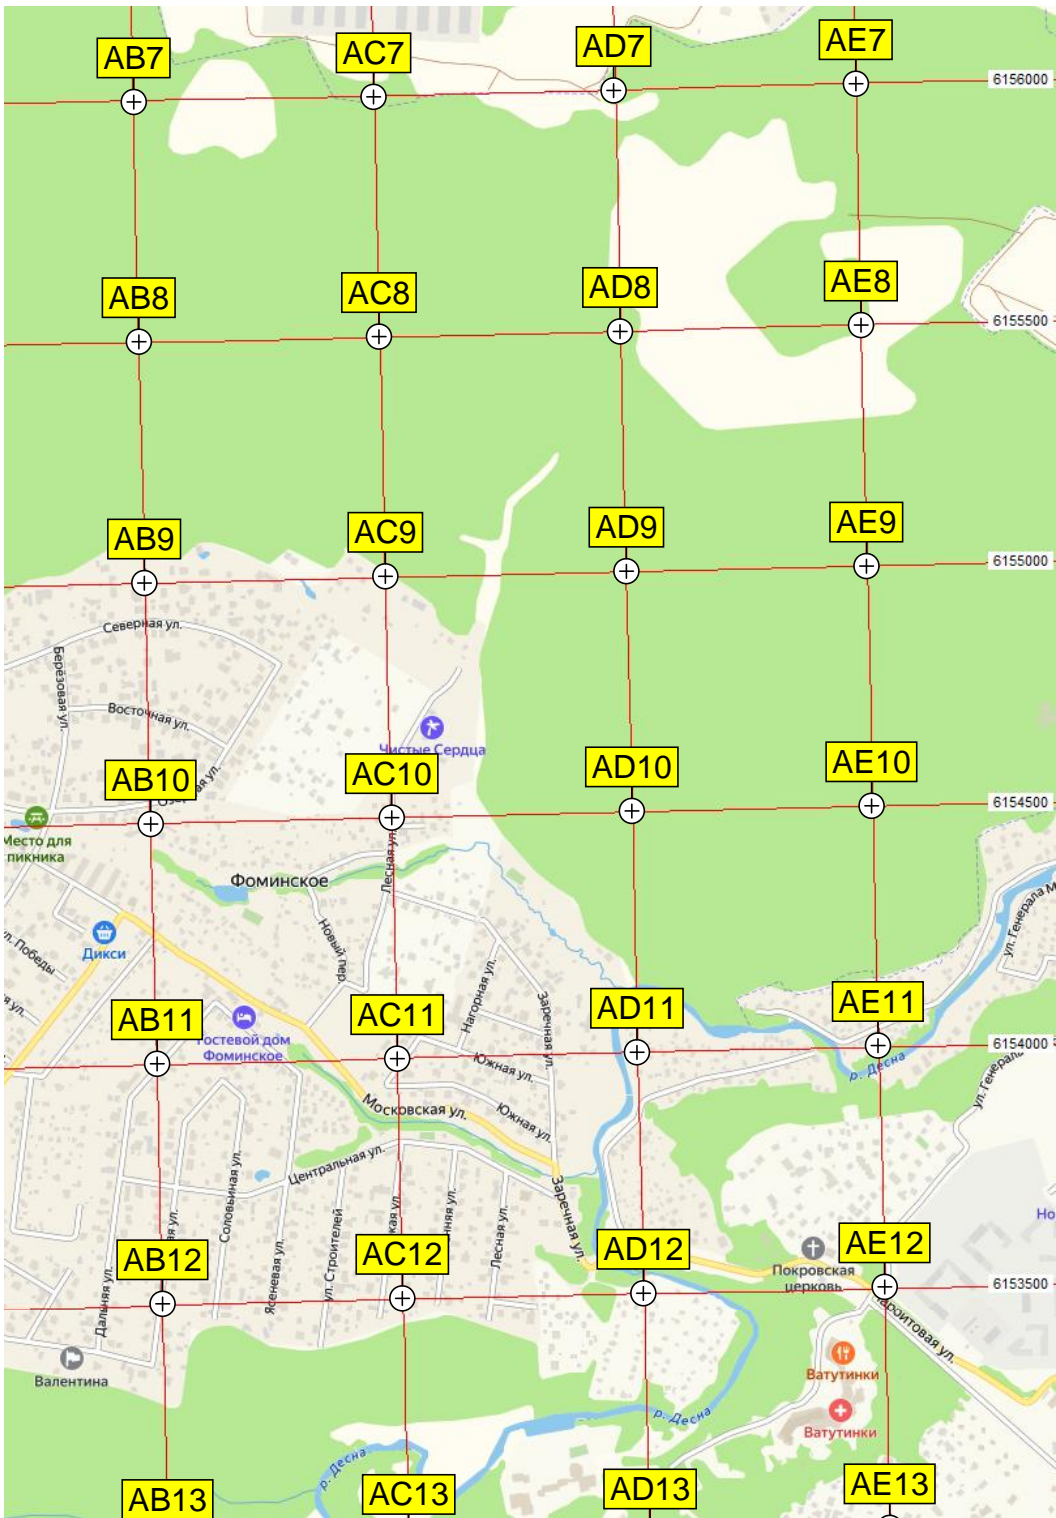 AB7
AC7
AD7
AE7
6156000
AB8
AC8
AD8
AE8
6155500
AB9
AC9
AD9
AE9
6155000
Северная ул.
Берёзовая ул.
Восточная ул.
Чистые Сердца
AB10
AC10
AD10
AE10
6154500
Место для
пикника
Лесная ул.
Фоминское
Новый пер.
ул. Победы
Дикси
Нагорная ул.
Заречная ул.
ул. Генерала
AB11
AC11
AD11
AE11
6154000
Гостевой дом
Фоминское
Южная ул.
р. Десна
ул. Генерала
Московская ул.
Южная ул.
Центральная ул.
Соловьиная ул.
Заречная ул.
Лесная ул.
ул. Строителей
Ясеневая ул.
Дальняя ул.
AB12
AC12
AD12
AE12
6153500
Покровская
церковь
Валентина
Ватутинки
Ватутинки
р. Десна
р. Десна
AB13
AC13
AD13
AE13